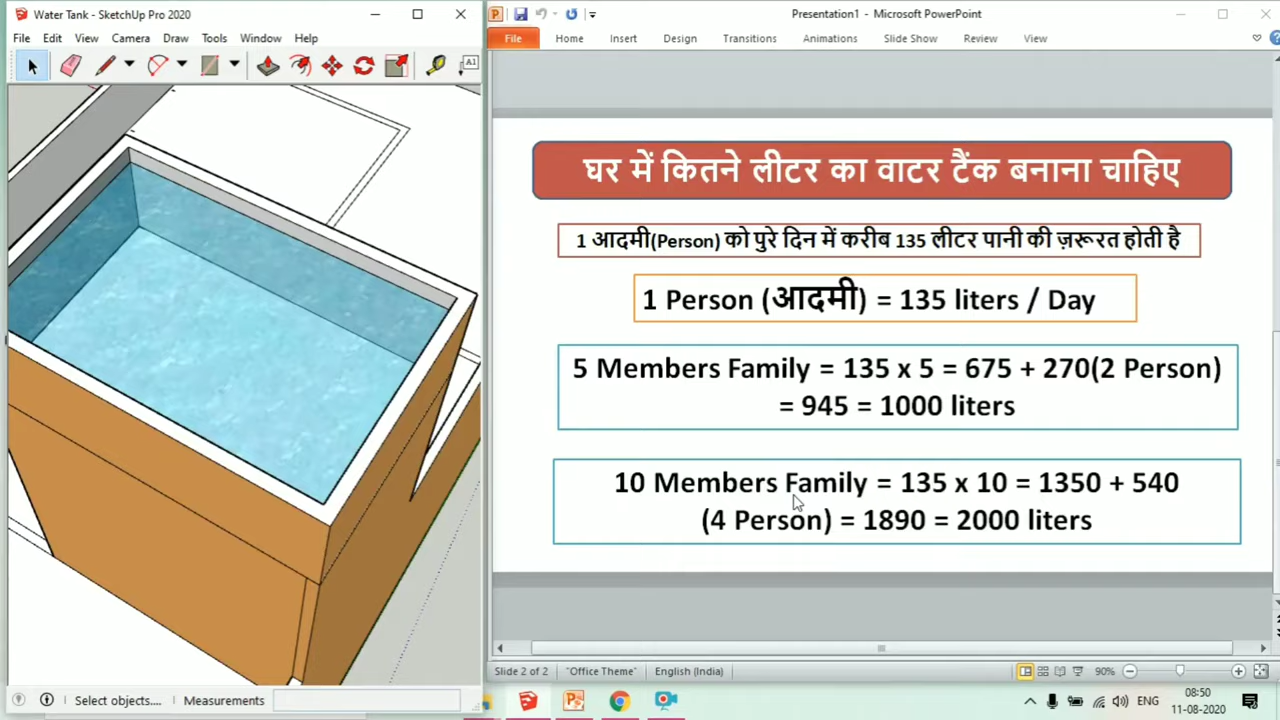 Water Tank - SketchUp Pro 2020
File Edit View Camera Draw Tools Window Help
A1
Select objects.... Measurements
Presentation1 - Microsoft PowerPoint
File Home Insert Design Transitions Animations Slide Show Review View
घर में कितने लीटर का वाटर टैंक बनाना चाहिए
1 आदमी(Person) को पुरे दिन में करीब 135 लीटर पानी की ज़रूरत होती है
1 Person (आदमी) = 135 liters / Day
5 Members Family = 135 x 5 = 675 + 270(2 Person)
= 945 = 1000 liters
10 Members Family = 135 x 10 = 1350 + 540
(4 Person) = 1890 = 2000 liters
Slide 2 of 2 "Office Theme" English (India) 90%
ENG
08:50
11-08-2020